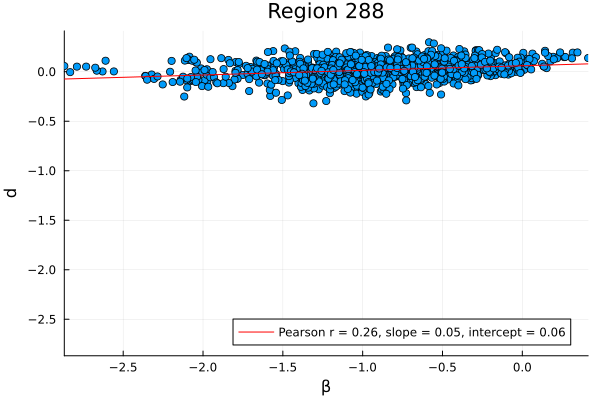 Region 288
d
0.0
−0.5
−1.0
−1.5
−2.0
−2.5
Pearson r = 0.26, slope = 0.05, intercept = 0.06
−2.5 −2.0 −1.5 −1.0 −0.5 0.0
β